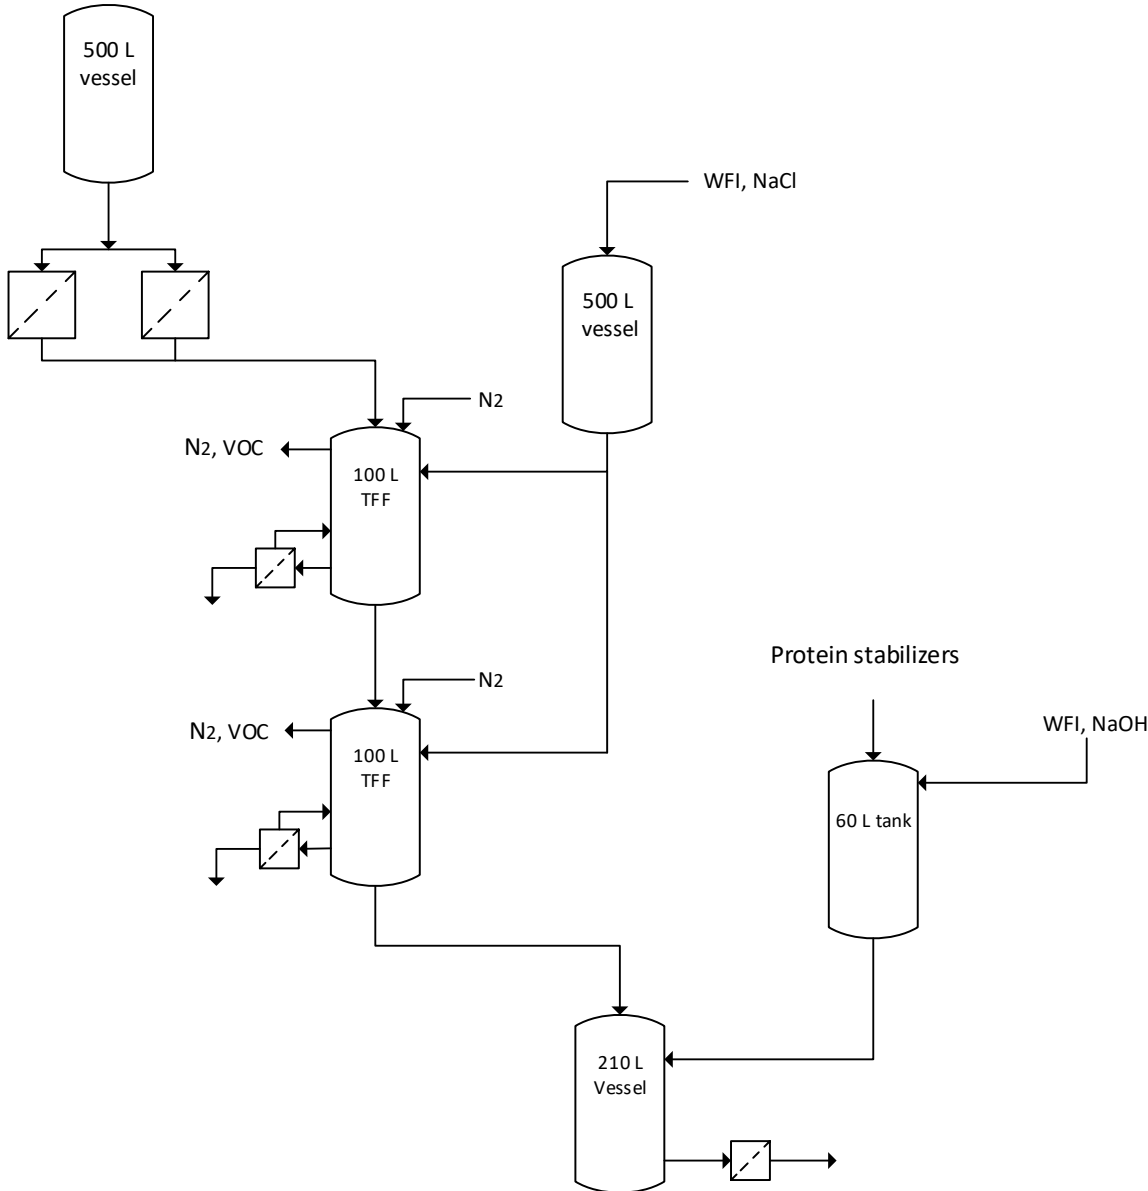 500 L
vessel
WFI, NaCl
500 L
vessel
N2
N2, VOC
100 L
TFF
Protein stabilizers
N2
WFI, NaOH
N2, VOC
100 L
TFF
60 L tank
210 L
Vessel